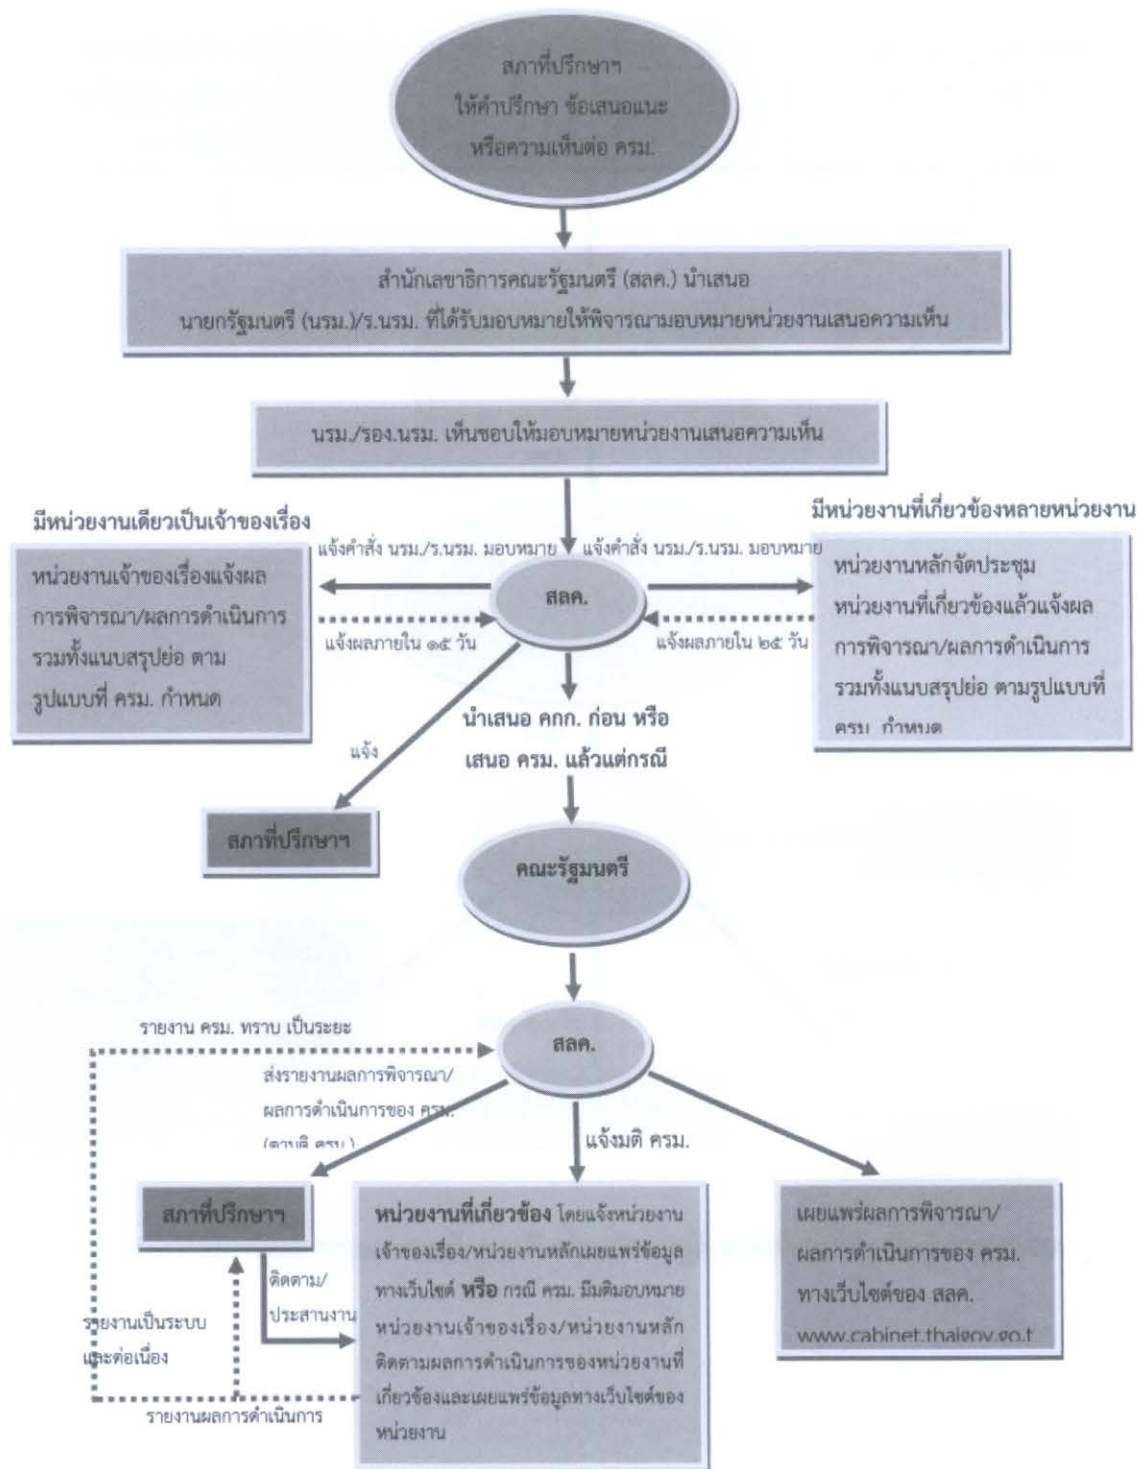 สภาที่ปรึกษาฯ
ให้คำปรึกษา ข้อเสนอแนะ
หรือความเห็นต่อ ครม.
สำนักเลขาธิการคณะรัฐมนตรี (สลค.) นำเสนอ
นายกรัฐมนตรี (นรม.)/ร.นรม. ที่ได้รับมอบหมายให้พิจารณามอบหมายหน่วยงานเสนอความเห็น
นรม./รอง.นรม. เห็นชอบให้มอบหมายหน่วยงานเสนอความเห็น
มีหน่วยงานเดียวเป็นเจ้าของเรื่อง
มีหน่วยงานที่เกี่ยวข้องหลายหน่วยงาน
แจ้งคำสั่ง นรม./ร.นรม. มอบหมาย
แจ้งคำสั่ง นรม./ร.นรม. มอบหมาย
หน่วยงานเจ้าของเรื่องแจ้งผล
การพิจารณา/ผลการดำเนินการ
รวมทั้งแนบสรุปย่อ ตาม
รูปแบบที่ ครม. กำหนด
สลค.
แจ้งผลภายใน ๑๕ วัน
แจ้งผลภายใน ๒๕ วัน
หน่วยงานหลักจัดประชุม
หน่วยงานที่เกี่ยวข้องแล้วแจ้งผล
การพิจารณา/ผลการดำเนินการ
รวมทั้งแนบสรุปย่อ ตามรูปแบบที่
ครม กำหนด
นำเสนอ คกก. ก่อน หรือ
เสนอ ครม. แล้วแต่กรณี
แจ้ง
สภาที่ปรึกษาฯ
คณะรัฐมนตรี
รายงาน ครม. ทราบ เป็นระยะ
สลค.
ส่งรายงานผลการพิจารณา/
ผลการดำเนินการของ ครม.
แจ้งมติ ครม.
สภาที่ปรึกษาฯ
หน่วยงานที่เกี่ยวข้อง โดยแจ้งหน่วยงาน
เจ้าของเรื่อง/หน่วยงานหลักเผยแพร่ข้อมูล
ทางเว็บไซต์ หรือ กรณี ครม. มีมติมอบหมาย
หน่วยงานเจ้าของเรื่อง/หน่วยงานหลัก
ติดตามผลการดำเนินการของหน่วยงานที่
เกี่ยวข้องและเผยแพร่ข้อมูลทางเว็บไซต์ของ
หน่วยงาน
เผยแพร่ผลการพิจารณา/
ผลการดำเนินการของ ครม.
ทางเว็บไซต์ของ สลค.
www.cabinet.thaigov.go.t
ติดตาม/
ประสานงาน
รายงานเป็นระบบ
และต่อเนื่อง
รายงานผลการดำเนินการ